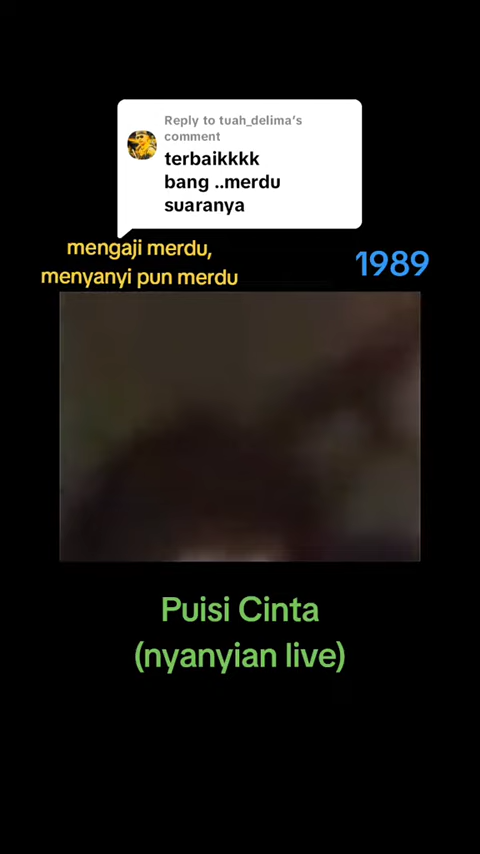 Reply to tuah_delima's
comment
terbaikkkk
bang ..merdu
suaranya
mengaji merdu,
menyanyi pun merdu
1989
Puisi Cinta
(nyanyian live)